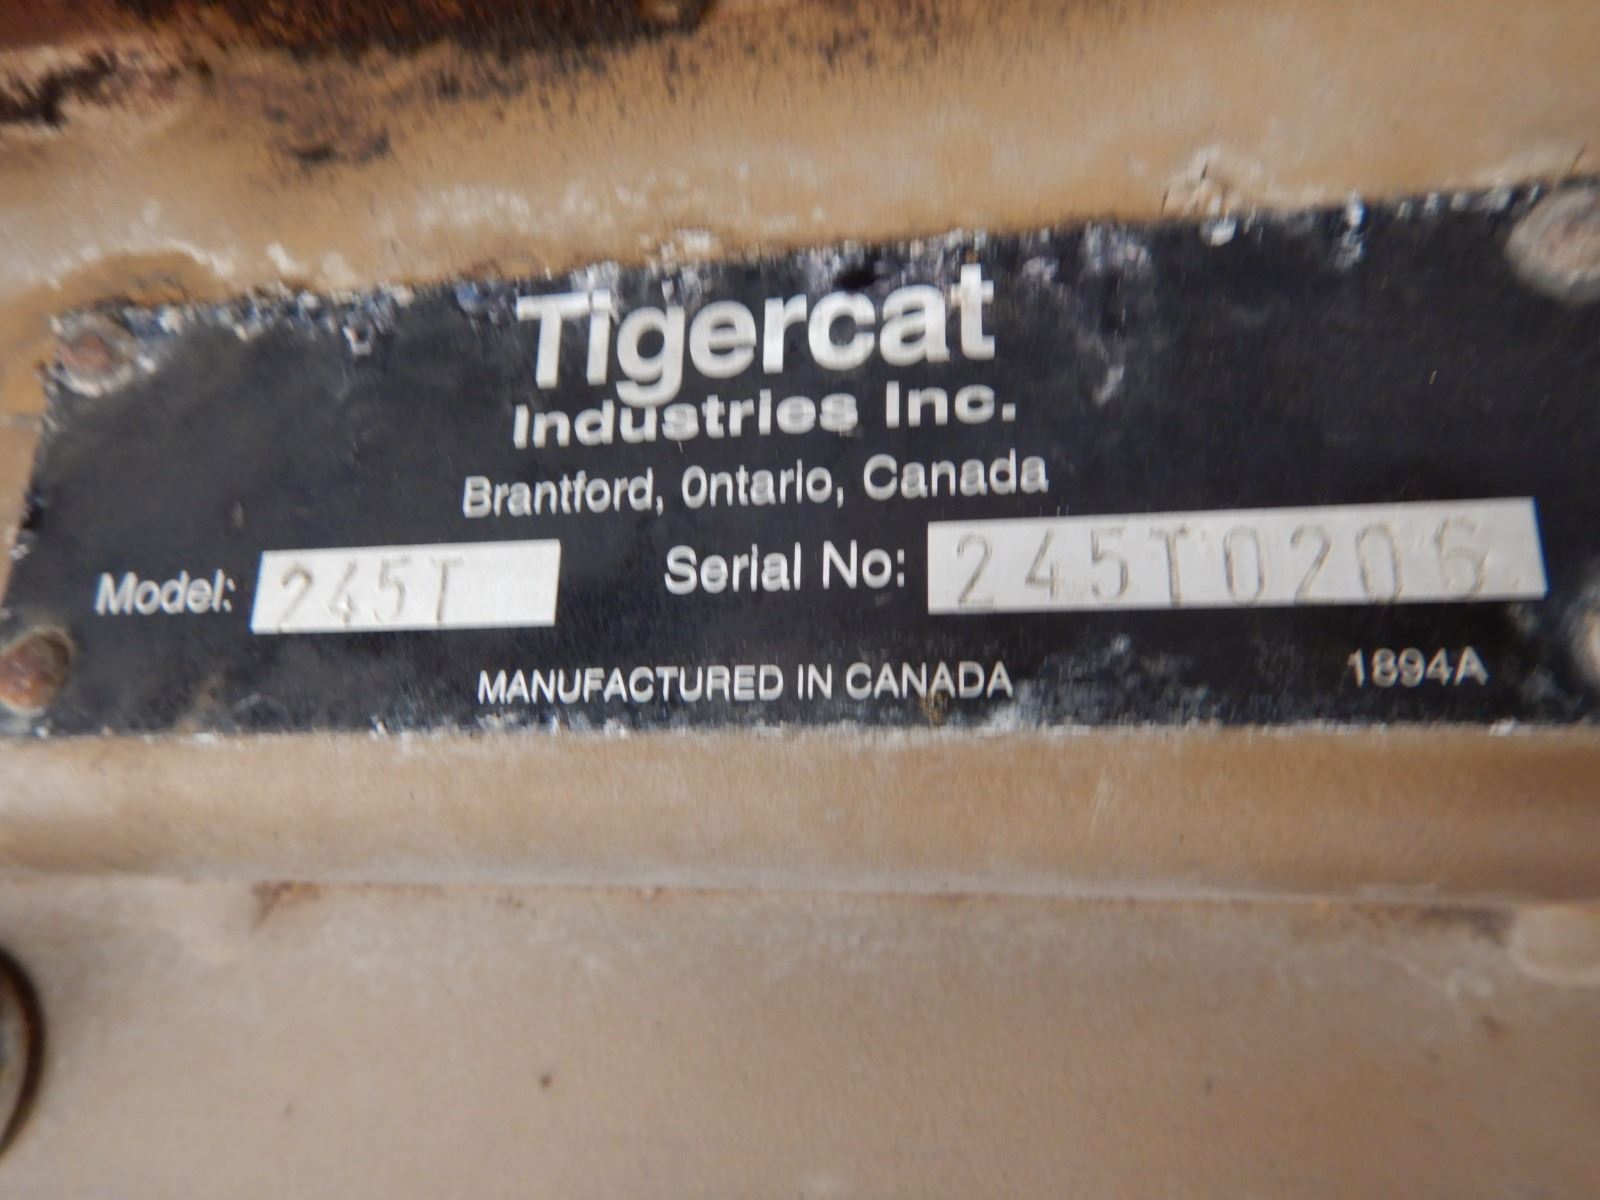 Tigercat
Industries Inc.
Brantford, Ontario, Canada
Model: 245T Serial No: 245T0206
MANUFACTURED IN CANADA 1894A